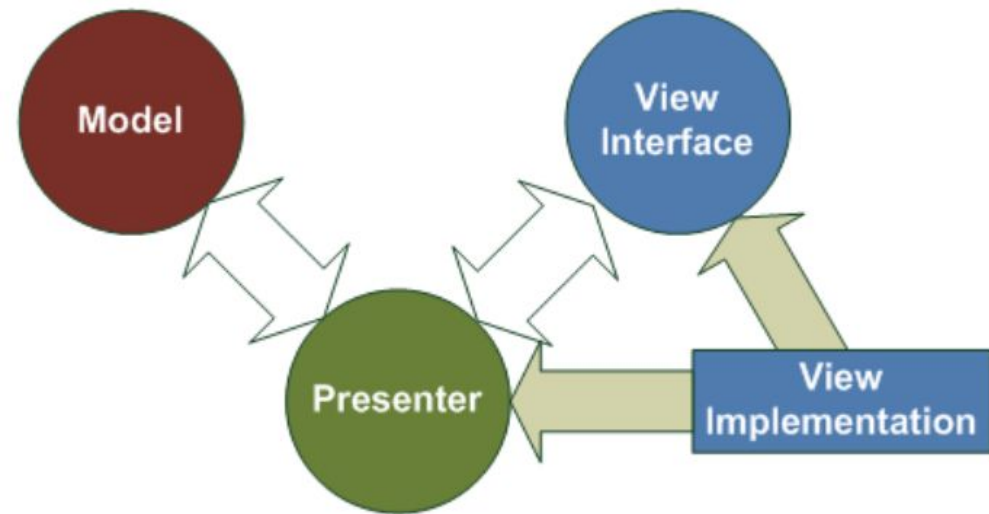 Model
View
Interface
Presenter
View
Implementation